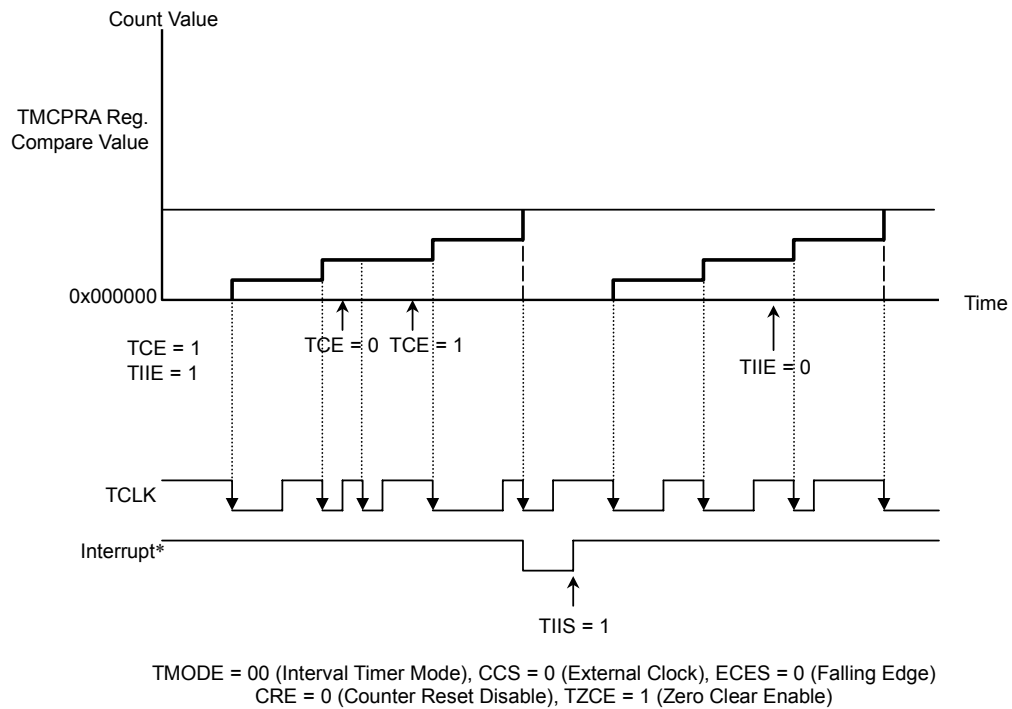 Count Value
TMCPRA Reg.
Compare Value
0x000000
Time
TCE = 1
TIIE = 1
TCE = 0
TCE = 1
TIIE = 0
TCLK
Interrupt*
TIIS = 1
TMODE = 00 (Interval Timer Mode), CCS = 0 (External Clock), ECES = 0 (Falling Edge)
CRE = 0 (Counter Reset Disable), TZCE = 1 (Zero Clear Enable)